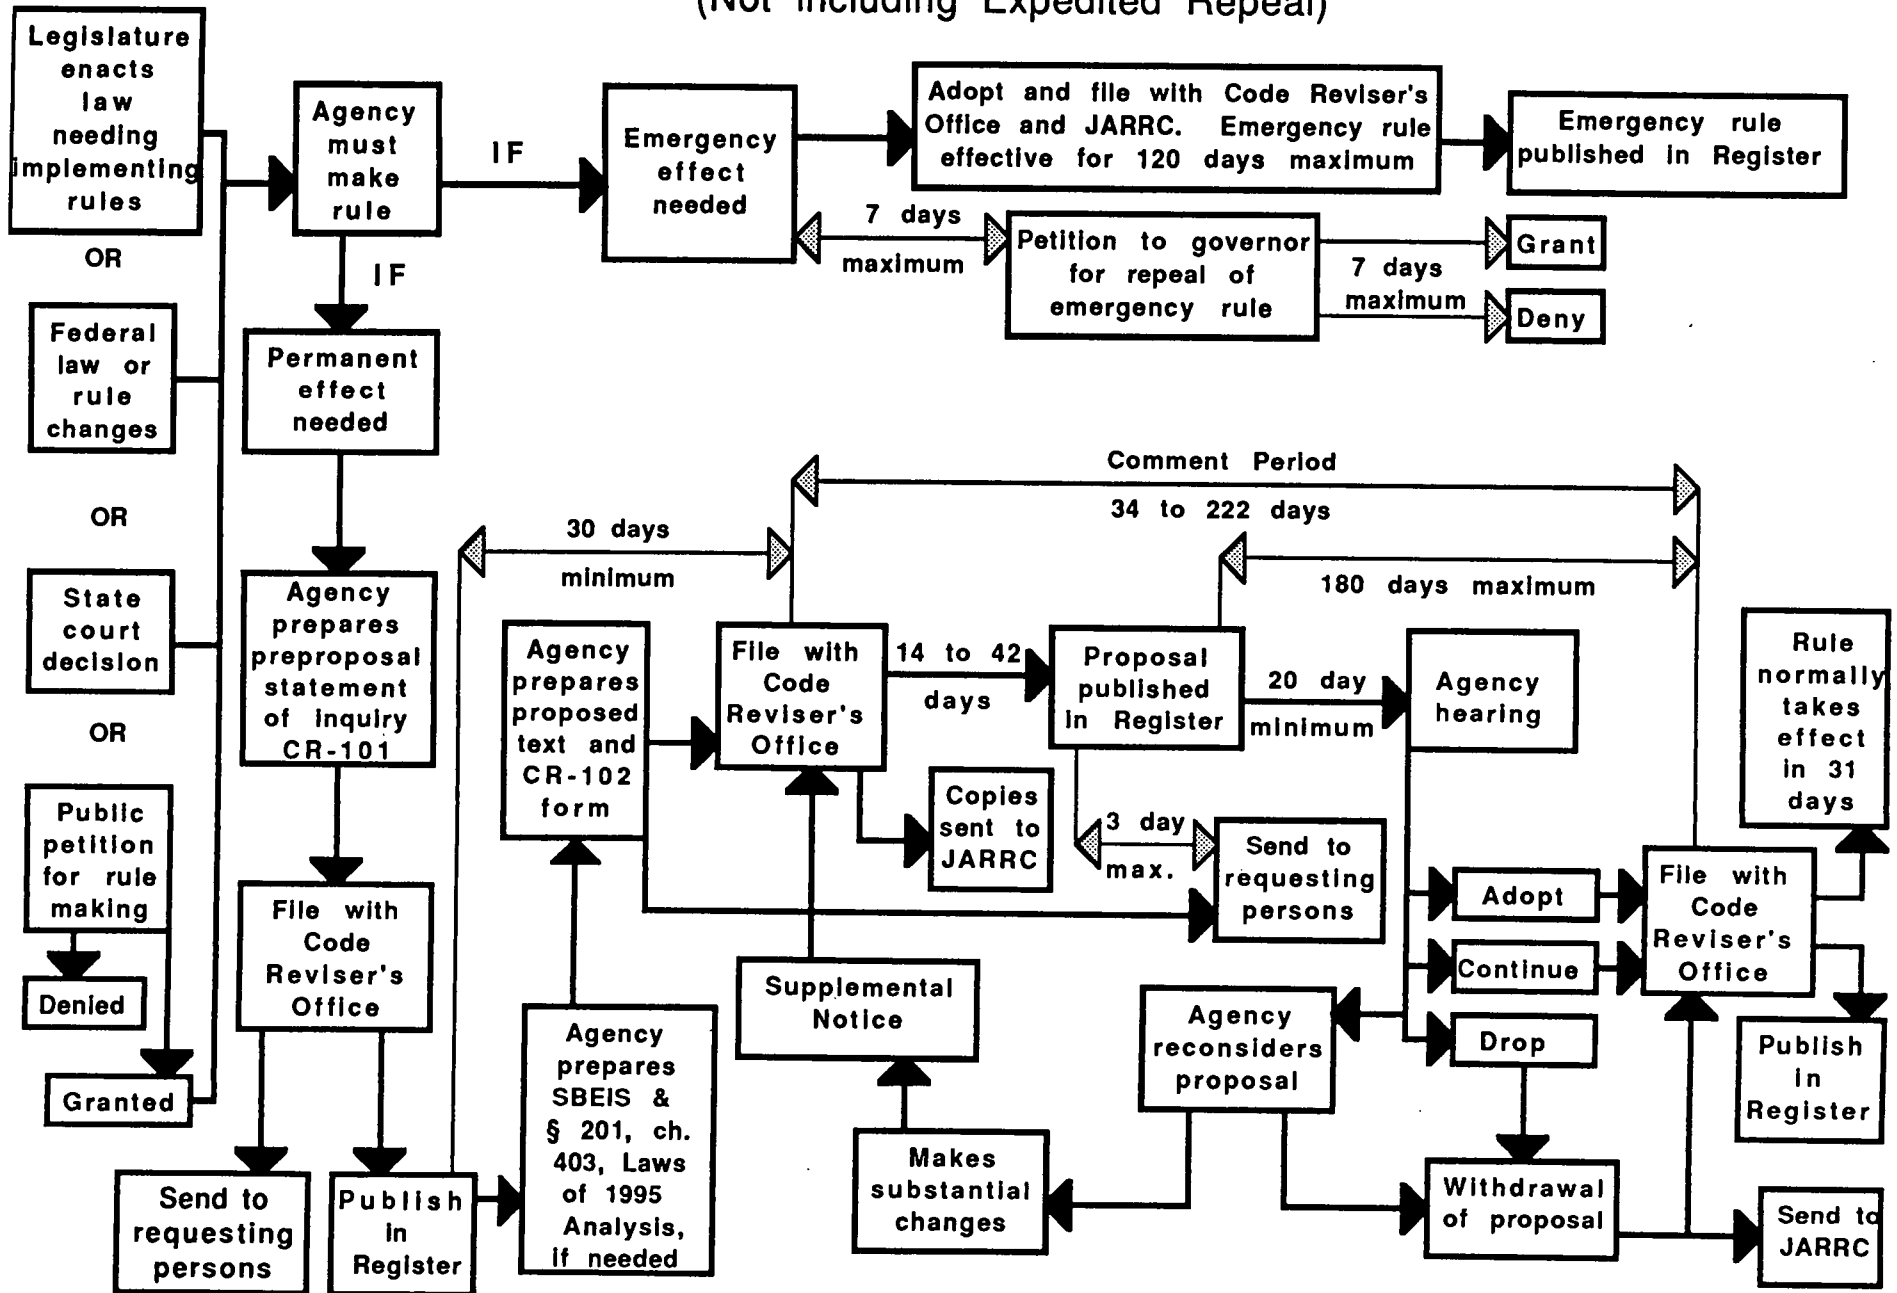 (Not Including Expedited Repeal)
Legislature
enacts
law
needing
implementing
rules
OR
Federal
law or
rule
changes
OR
State
court
decision
OR
Public
petition
for rule
making
Denied
Granted
Agency
must
make
rule
IF
IF
Emergency
effect
needed
Adopt and file with Code Reviser's
Office and JARRC. Emergency rule
effective for 120 days maximum
Emergency rule
published in Register
7 days
maximum
Petition to governor
for repeal of
emergency rule
7 days
maximum
Grant
Deny
Permanent
effect
needed
Agency
prepares
preproposal
statement
of inquiry
CR-101
File with
Code
Reviser's
Office
Send to
requesting
persons
Publish
in
Register
30 days
minimum
Agency
prepares
SBEIS &
§ 201, ch.
403, Laws
of 1995
Analysis,
if needed
Agency
prepares
proposed
text and
CR-102
form
File with
Code
Reviser's
Office
Comment Period
34 to 222 days
14 to 42
days
Copies
sent to
JARRC
Proposal
published
in Register
180 days maximum
20 day
minimum
Agency
hearing
3 day
max.
Send to
requesting
persons
Supplemental
Notice
Makes
substantial
changes
Agency
reconsiders
proposal
Adopt
Continue
Drop
Withdrawal
of proposal
File with
Code
Reviser's
Office
Rule
normally
takes
effect
in 31
days
Publish
in
Register
Send to
JARRC